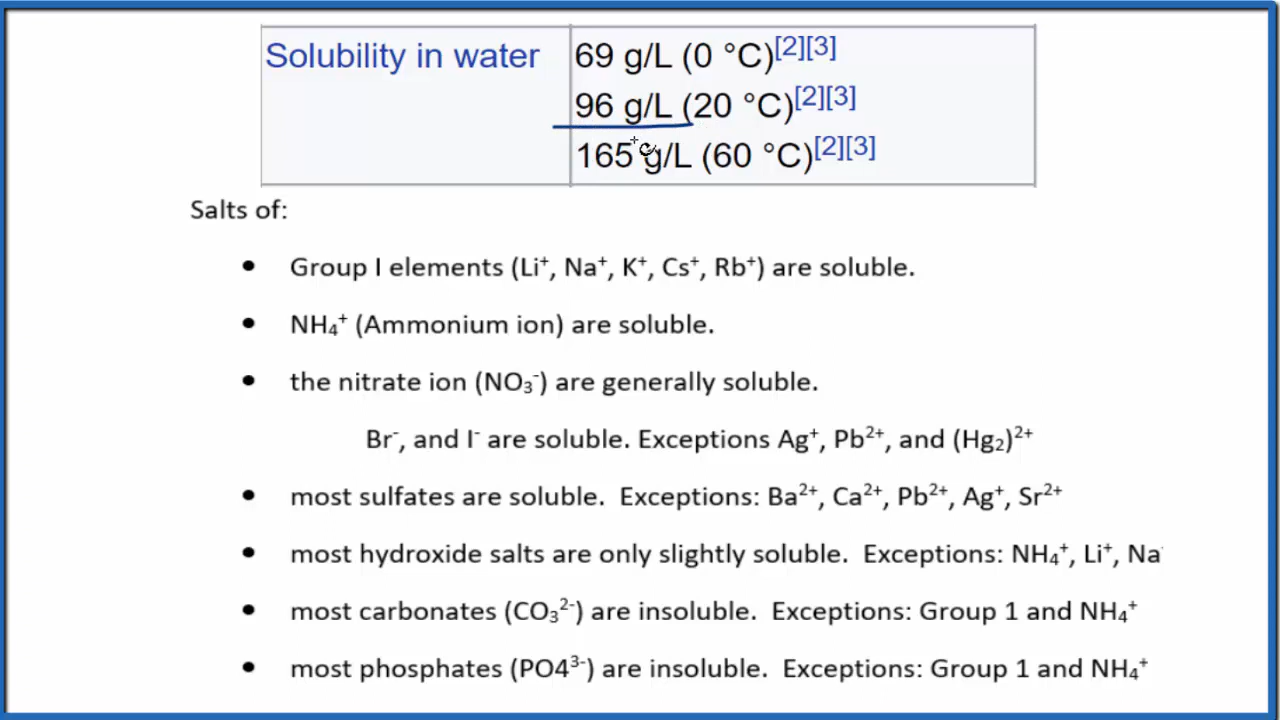 Solubility in water
69 g/L (0 °C)[2][3]
96 g/L (20 °C)[2][3]
165 g/L (60 °C)[2][3]
Salts of:
• Group I elements (Li⁺, Na⁺, K⁺, Cs⁺, Rb⁺) are soluble.
• NH₄⁺ (Ammonium ion) are soluble.
• the nitrate ion (NO₃⁻) are generally soluble.
Br⁻, and I⁻ are soluble. Exceptions Ag⁺, Pb²⁺, and (Hg₂)²⁺
• most sulfates are soluble. Exceptions: Ba²⁺, Ca²⁺, Pb²⁺, Ag⁺, Sr²⁺
• most hydroxide salts are only slightly soluble. Exceptions: NH₄⁺, Li⁺, Na
• most carbonates (CO₃²⁻) are insoluble. Exceptions: Group 1 and NH₄⁺
• most phosphates (PO4³⁻) are insoluble. Exceptions: Group 1 and NH₄⁺